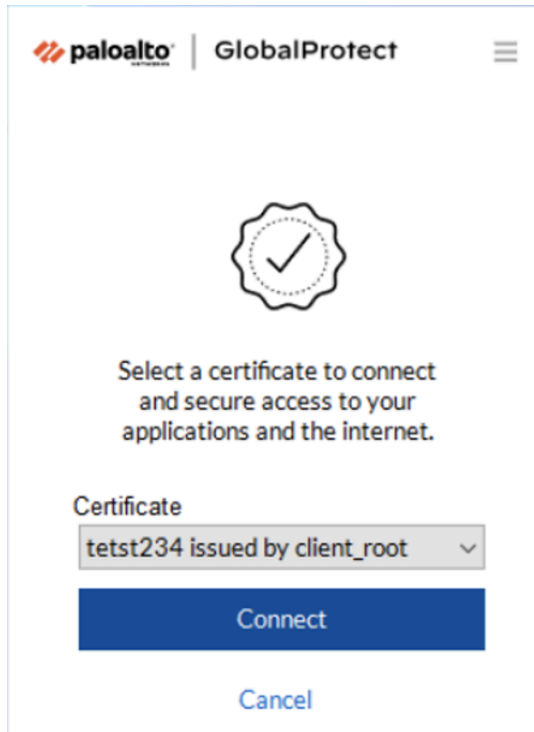 paloalto | GlobalProtect
NETWORKS
Select a certificate to connect
and secure access to your
applications and the internet.
Certificate
tetst234 issued by client_root
Connect
Cancel